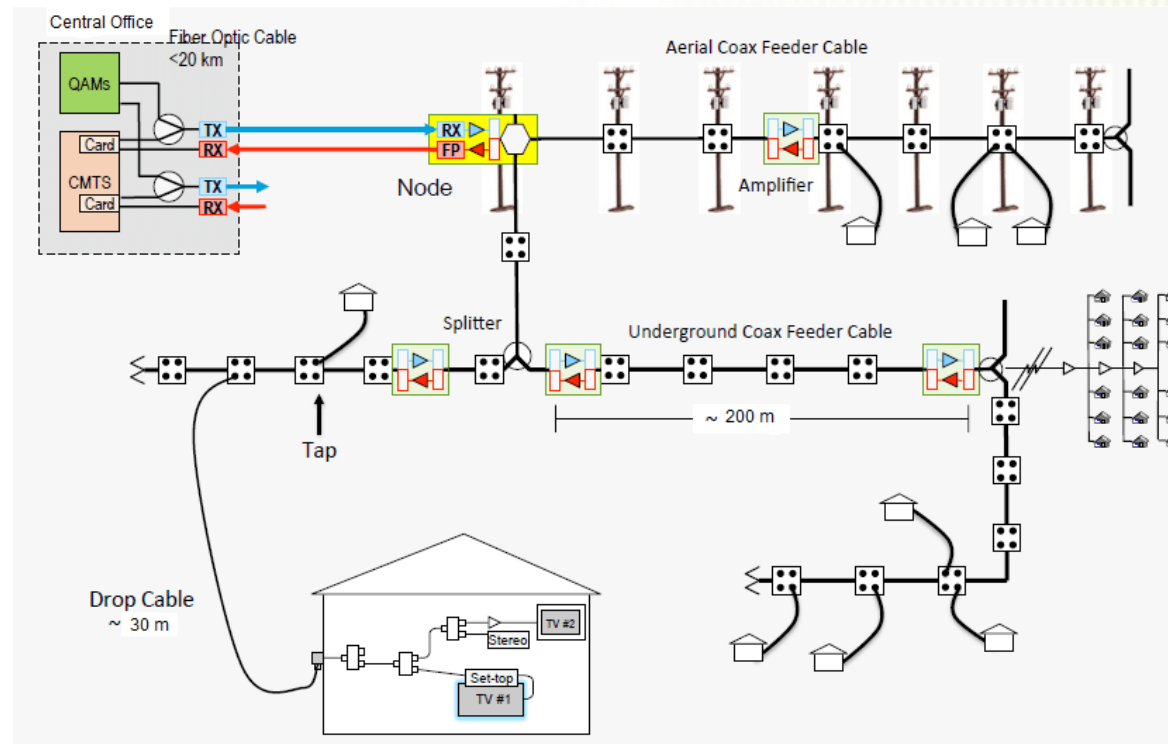 Central Office
Fiber Optic Cable
<20 km
QAMs
Card
CMTS
Card
TX
RX
TX
RX
RX
FP
Node
Aerial Coax Feeder Cable
Amplifier
Splitter
Underground Coax Feeder Cable
~ 200 m
Tap
Drop Cable
~ 30 m
TV #2
Stereo
Set-top
TV #1